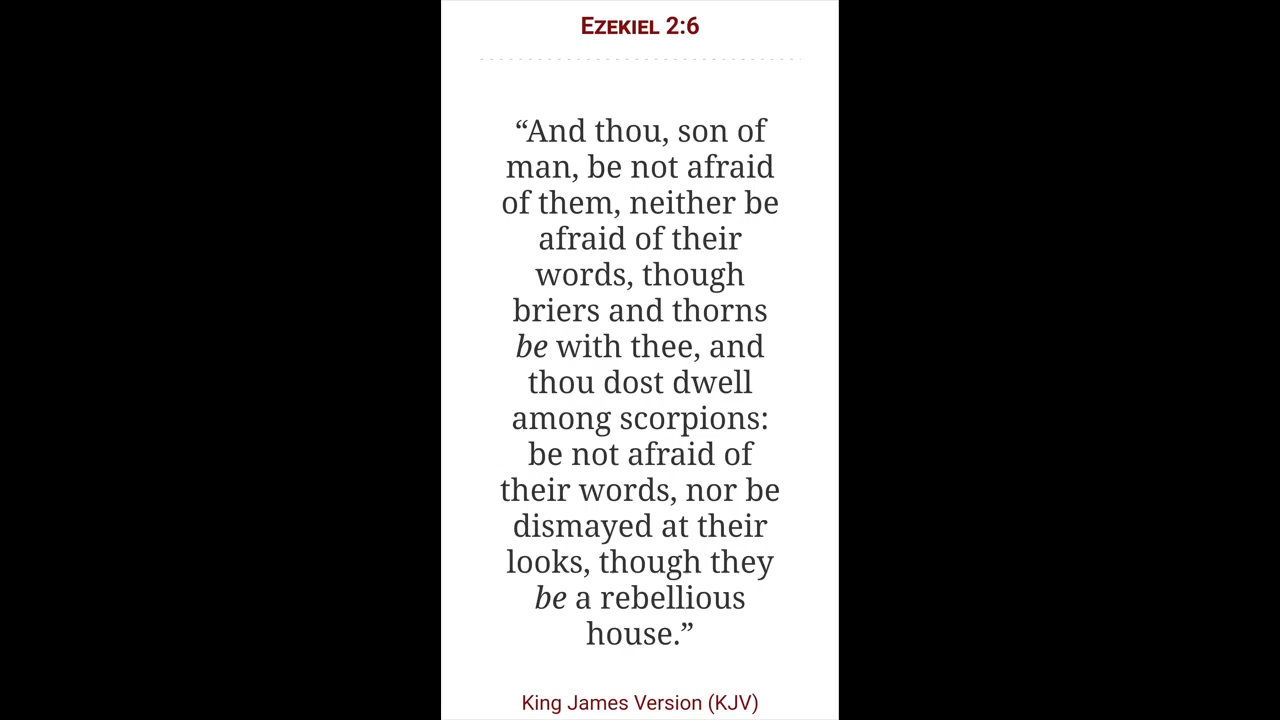 Ezekiel 2:6
“And thou, son of
man, be not afraid
of them, neither be
afraid of their
words, though
briers and thorns
be with thee, and
thou dost dwell
among scorpions:
be not afraid of
their words, nor be
dismayed at their
looks, though they
be a rebellious
house.”
King James Version (KJV)